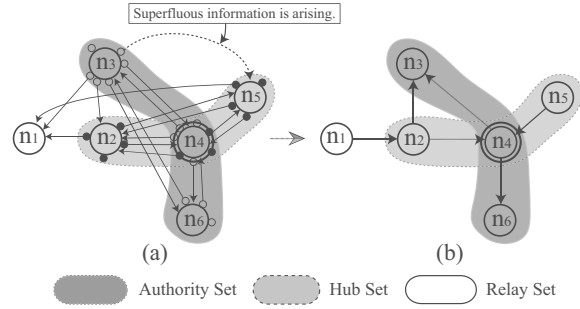 Superfluous information is arising.
n3
n5
n1
n2
n4
n6
(a)
n3
n5
n1
n2
n4
n6
(b)
Authority Set
Hub Set
Relay Set